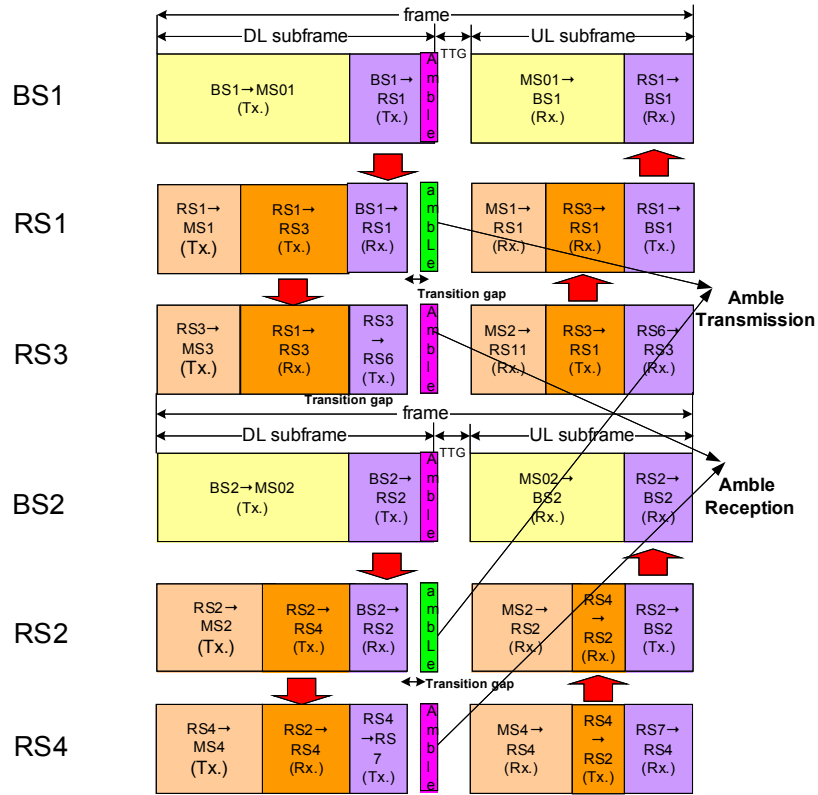 frame
DL subframe
TTG
UL subframe
BS1
BS1→MS01
(Tx.)
BS1→
RS1
(Tx.)
A
m
b
l
e
MS01→
BS1
(Rx.)
RS1→
BS1
(Rx.)
RS1
RS1→
MS1
(Tx.)
RS1→
RS3
(Tx.)
BS1→
RS1
(Rx.)
a
m
b
L
e
MS1→
RS1
(Rx.)
RS3→
RS1
(Rx.)
RS1→
BS1
(Tx.)
Transition gap
Amble
Transmission
RS3
RS3→
MS3
(Tx.)
RS1→
RS3
(Rx.)
RS3
→
RS6
(Tx.)
A
m
b
l
e
MS2→
RS11
(Rx.)
RS3→
RS1
(Tx.)
RS6→
RS3
(Rx.)
Transition gap
frame
DL subframe
TTG
UL subframe
BS2
BS2→MS02
(Tx.)
BS2→
RS2
(Tx.)
A
m
b
l
e
MS02→
BS2
(Rx.)
RS2→
BS2
(Rx.)
Amble
Reception
RS2
RS2→
MS2
(Tx.)
RS2→
RS4
(Tx.)
BS2→
RS2
(Rx.)
a
m
b
L
e
MS2→
RS2
(Rx.)
RS4
→
RS2
(Rx.)
RS2→
BS2
(Tx.)
Transition gap
RS4
RS4→
MS4
(Tx.)
RS2→
RS4
(Rx.)
RS4
→RS
7
(Tx.)
A
m
b
l
e
MS4→
RS4
(Rx.)
RS4
→
RS2
(Tx.)
RS7→
RS4
(Rx.)